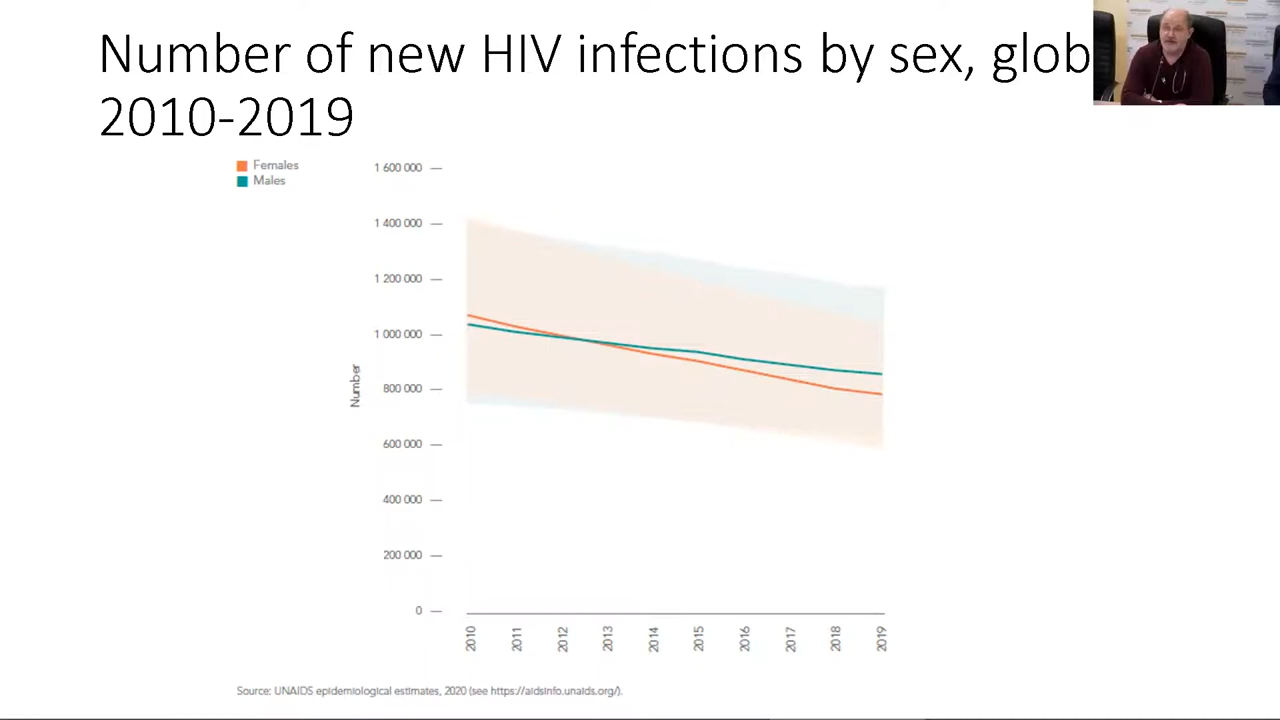 Number of new HIV infections by sex, glob
2010-2019
Females
Males
1 600 000
1 400 000
1 200 000
1 000 000
800 000
600 000
400 000
200 000
0
Number
2010
2011
2012
2013
2014
2015
2016
2017
2018
2019
Source: UNAIDS epidemiological estimates, 2020 (see https://aidsinfo.unaids.org/).